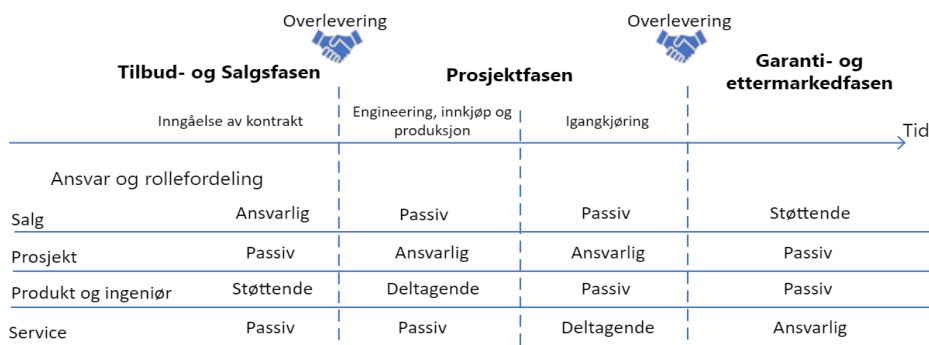 Overlevering
Overlevering
Tilbud- og Salgsfasen
Prosjektfasen
Garanti- og
ettermarkedfasen
Inngåelse av kontrakt
Engineering, innkjøp og
produksjon
Igangkjøring
Tid
Ansvar og rollefordeling
Salg Ansvarlig Passiv Passiv Støttende
Prosjekt Passiv Ansvarlig Ansvarlig Passiv
Produkt og ingeniør Støttende Deltagende Passiv Passiv
Service Passiv Passiv Deltagende Ansvarlig